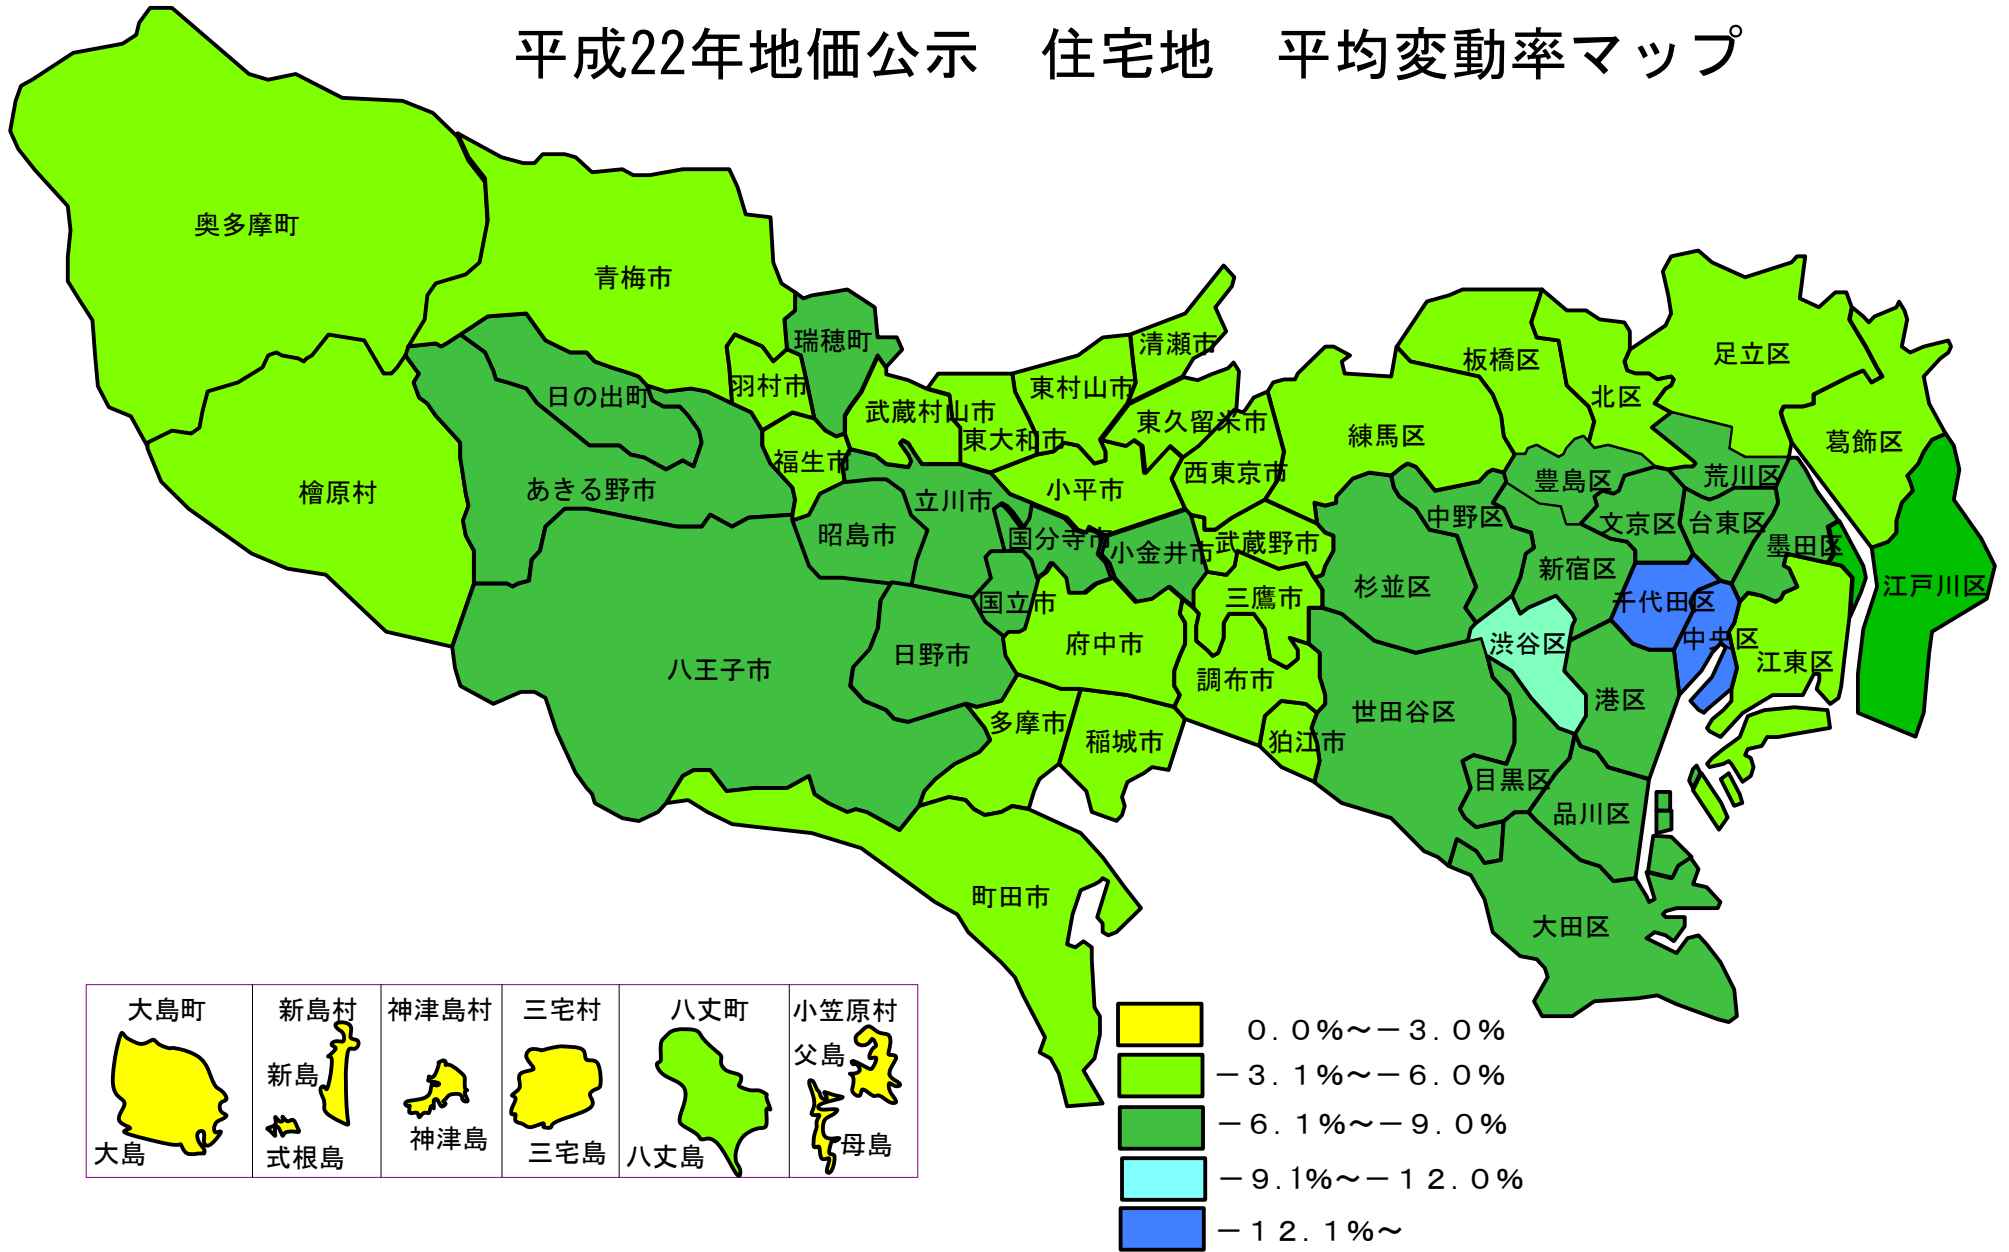 平成22年地価公示　住宅地　平均変動率マップ
奥多摩町
青梅市
瑞穂町
羽村市
日の出町
檜原村
あきる野市
福生市
武蔵村山市
東大和市
東村山市
清瀬市
東久留米市
西東京市
小平市
立川市
昭島市
国分寺市
小金井市
武蔵野市
国立市
三鷹市
八王子市
日野市
府中市
調布市
多摩市
稲城市
狛江市
町田市
板橋区
北区
足立区
葛飾区
練馬区
豊島区
荒川区
中野区
文京区
台東区
墨田区
杉並区
新宿区
千代田区
江戸川区
渋谷区
中央区
江東区
世田谷区
港区
目黒区
品川区
大田区
大島町
大島
新島村
新島
式根島
神津島村
神津島
三宅村
三宅島
八丈町
八丈島
小笠原村
父島
母島
０.０%～－３.０%
－３.１%～－６.０%
－６.１%～－９.０%
－９.1%～－１２.０%
－１２.１%～